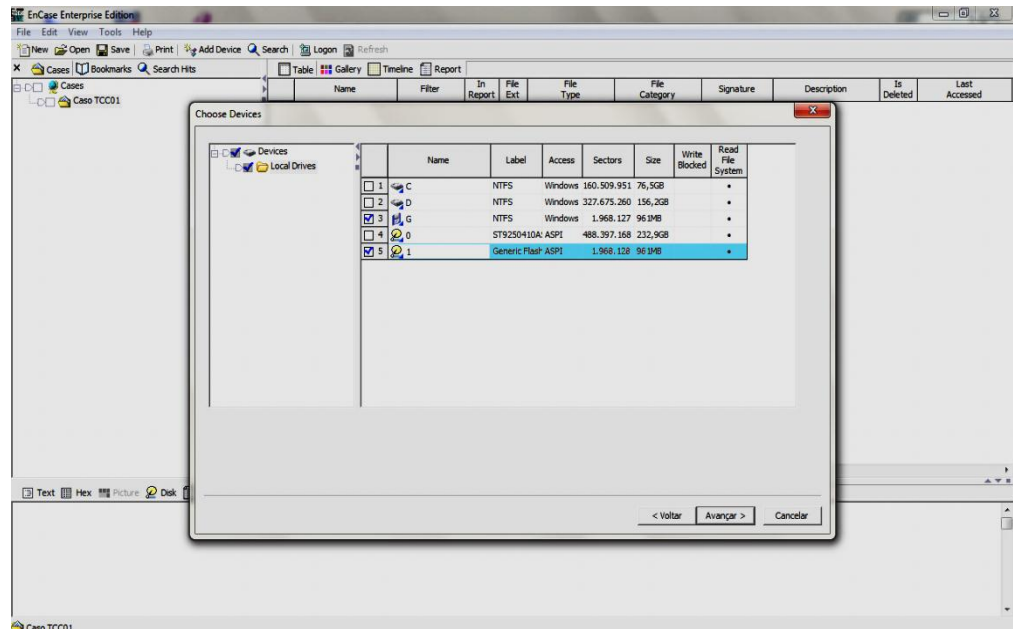 EnCase Enterprise Edition
File Edit View Tools Help
New Open Save Print Add Device Search Logon Refresh
Cases Bookmarks Search Hits Table Gallery Timeline Report
Name Filter In Report File Ext File Type File Category Signature Description Is Deleted Last Accessed
Cases
Caso TCC01
Choose Devices
Devices
Local Drives
Name Label Access Sectors Size Write Blocked Read File System
1 C NTFS Windows 160.509.951 76,5GB
2 D NTFS Windows 327.675.260 156,2GB
3 G NTFS Windows 1.968.127 961MB
4 0 ST9250410A: ASPI 488.397.168 232,9GB
5 1 Generic Flash ASPI 1.968.128 961MB
Text Hex Picture Disk
< Voltar Avançar > Cancelar
Caso TCC01